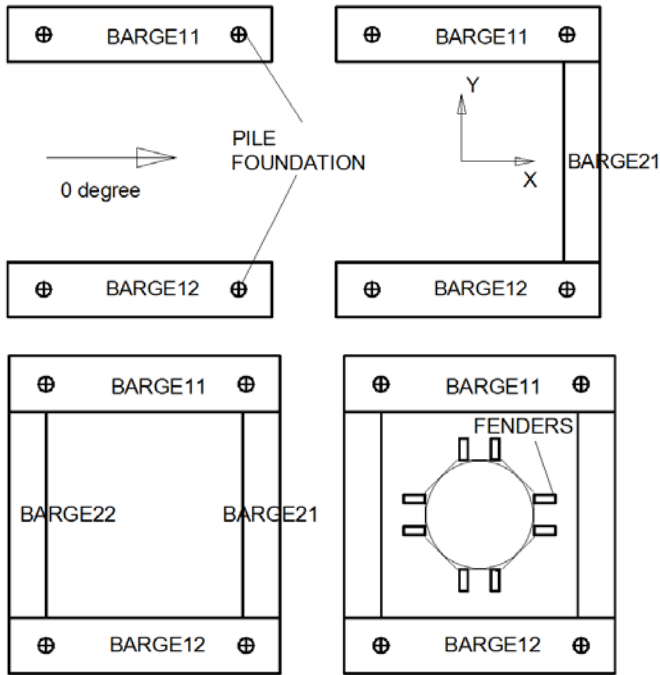 BARGE11
BARGE11
PILE
FOUNDATION
0 degree
Y
X
BARGE21
BARGE12
BARGE12
BARGE11
BARGE11
FENDERS
BARGE22
BARGE21
BARGE12
BARGE12